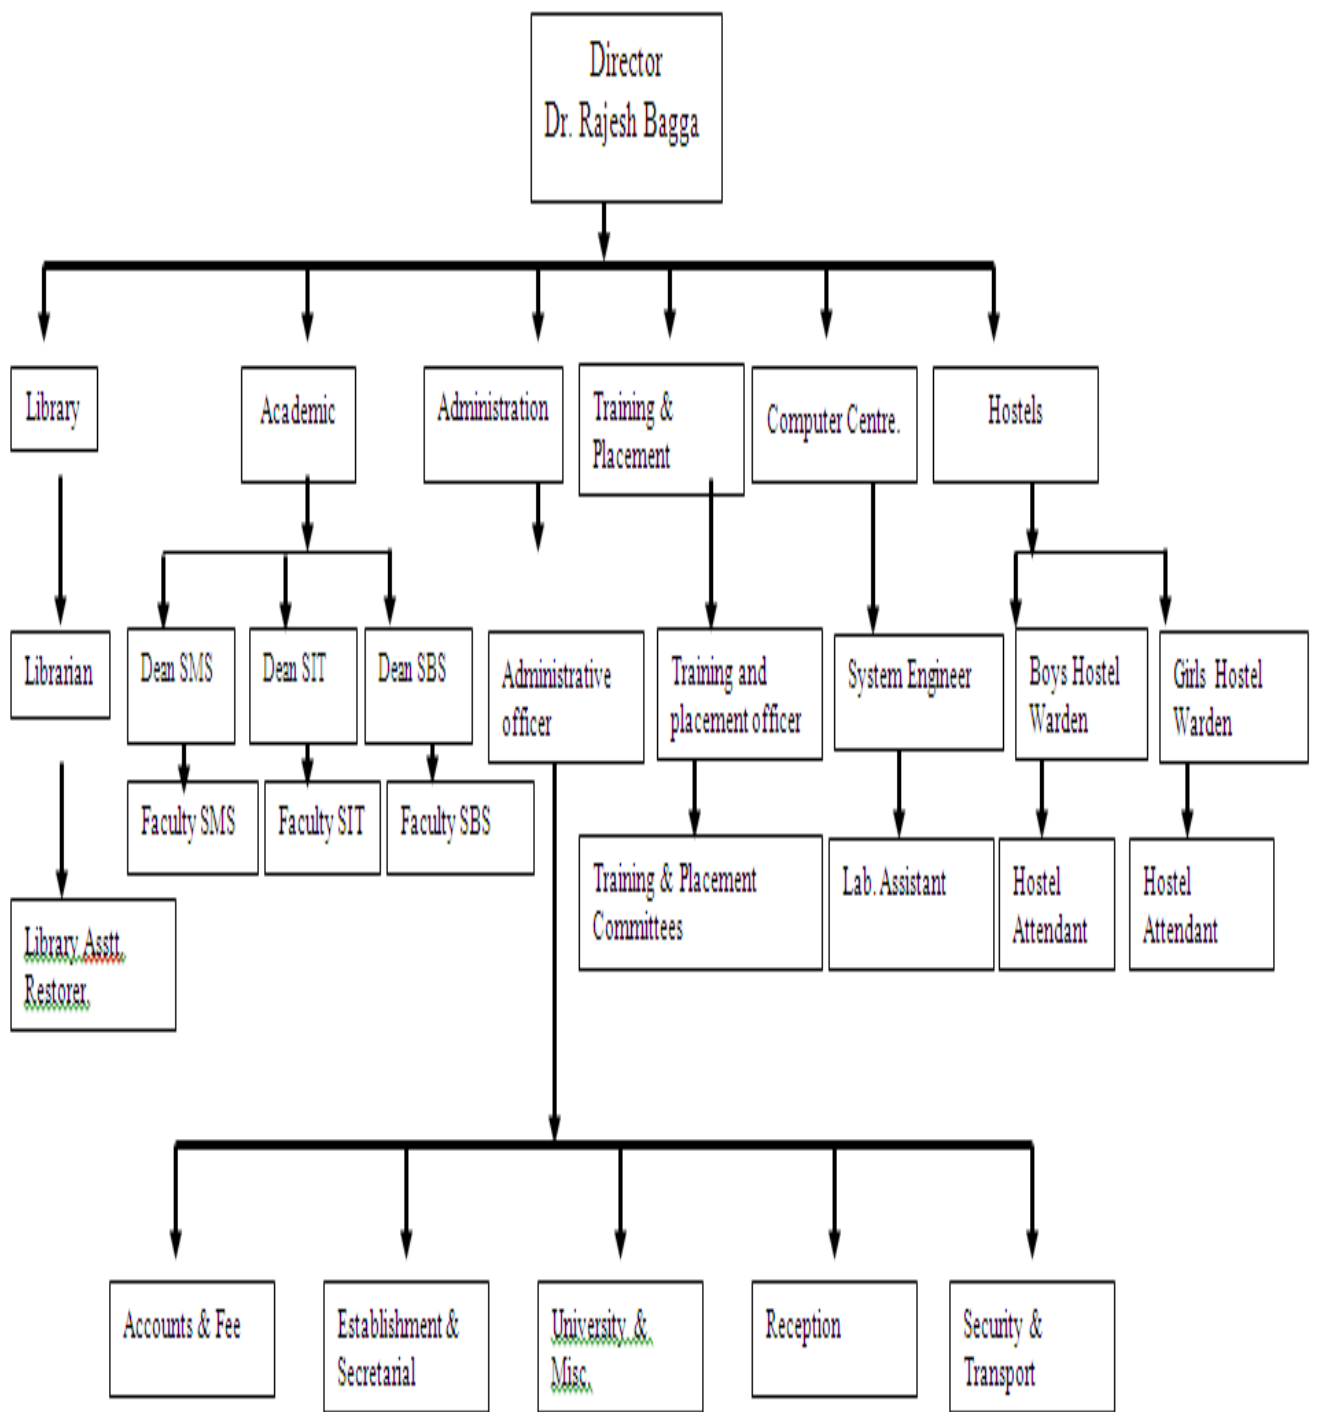 Director
Dr. Rajesh Bagga
Library
Academic
Administration
Training &
Placement
Computer Centre.
Hostels
Librarian
Dean SMS
Dean SIT
Dean SBS
Administrative
officer
Training and
placement officer
System Engineer
Boys Hostel
Warden
Girls Hostel
Warden
Faculty SMS
Faculty SIT
Faculty SBS
Training & Placement
Committees
Lab. Assistant
Hostel
Attendant
Hostel
Attendant
Library Asstt.
Restorer.
Accounts & Fee
Establishment &
Secretarial
University &
Misc.
Reception
Security &
Transport